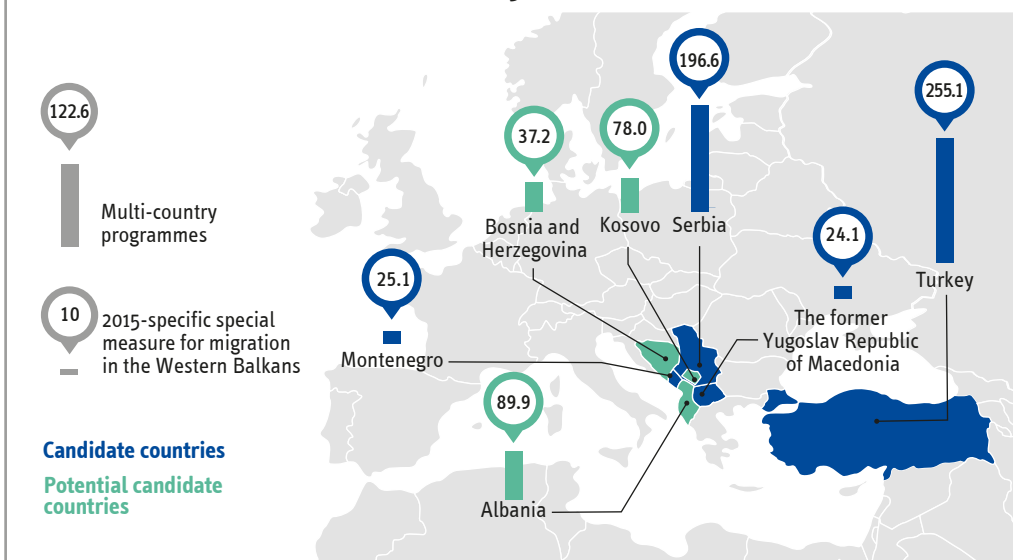 122.6
Multi-country
programmes
10
2015-specific special
measure for migration
in the Western Balkans
Candidate countries
Potential candidate
countries
25.1
Montenegro
89.9
Albania
37.2
Bosnia and
Herzegovina
78.0
Kosovo
196.6
Serbia
24.1
The former
Yugoslav Republic
of Macedonia
255.1
Turkey